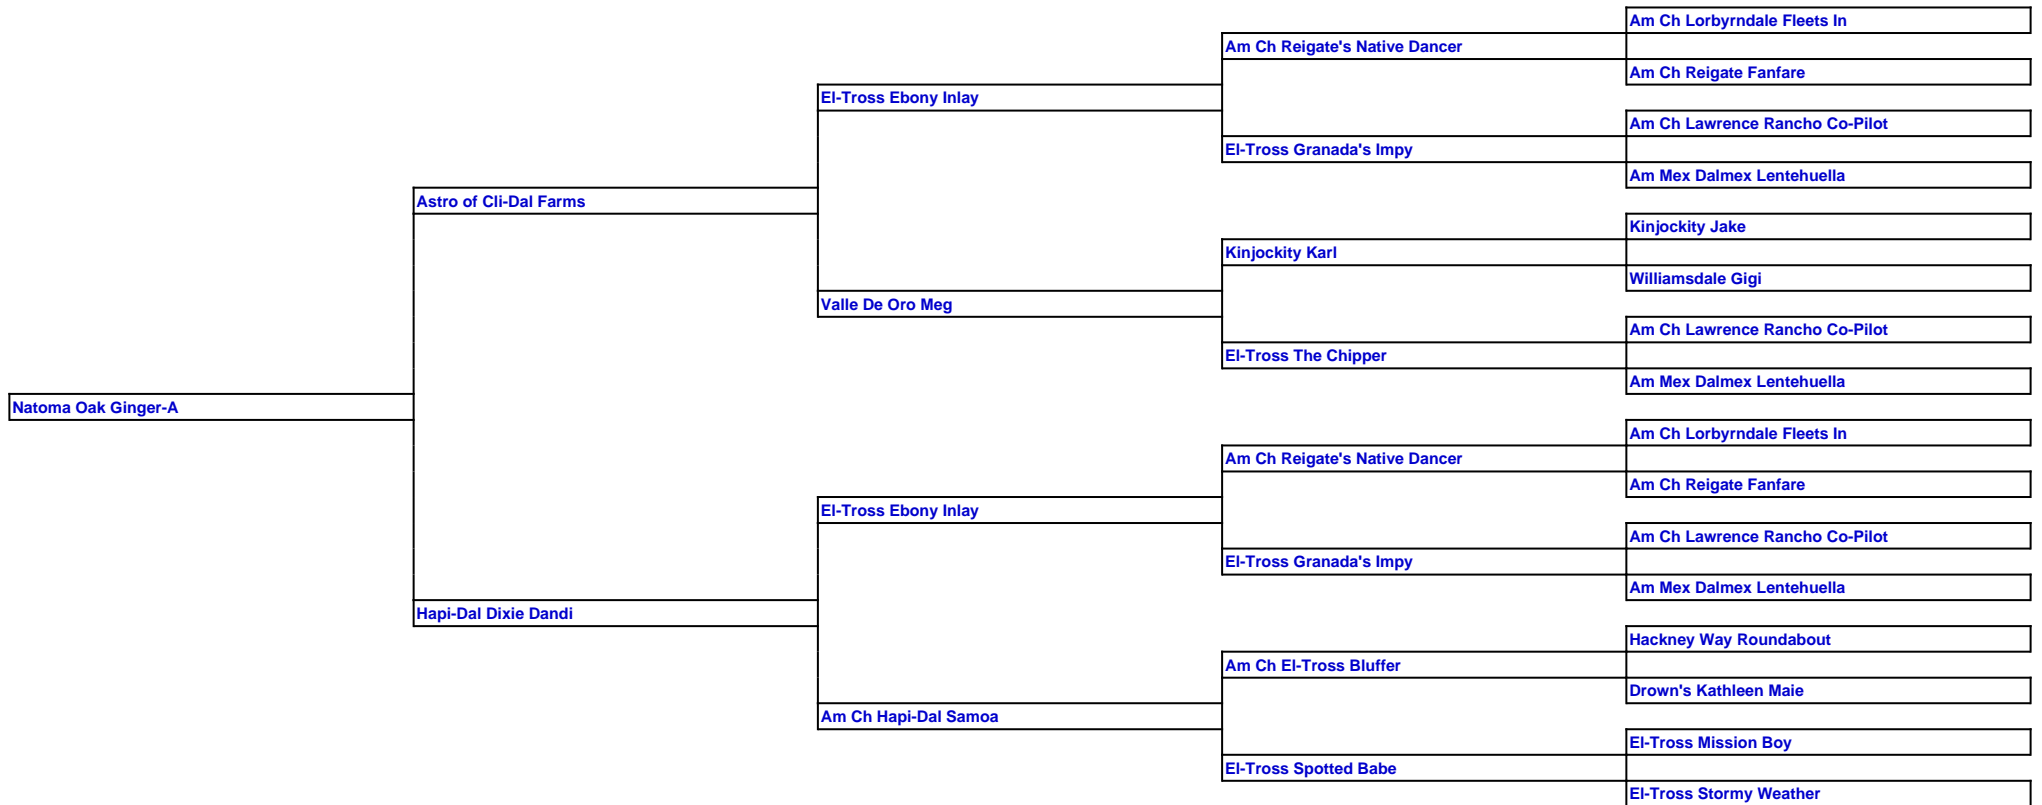 Am Ch Lorbyrndale Fleets In
Am Ch Reigate's Native Dancer
Am Ch Reigate Fanfare
El-Tross Ebony Inlay
Am Ch Lawrence Rancho Co-Pilot
El-Tross Granada's Impy
Am Mex Dalmex Lentehuella
Astro of Cli-Dal Farms
Kinjockity Jake
Kinjockity Karl
Williamsdale Gigi
Valle De Oro Meg
Am Ch Lawrence Rancho Co-Pilot
El-Tross The Chipper
Am Mex Dalmex Lentehuella
Natoma Oak Ginger-A
Am Ch Lorbyrndale Fleets In
Am Ch Reigate's Native Dancer
Am Ch Reigate Fanfare
El-Tross Ebony Inlay
Am Ch Lawrence Rancho Co-Pilot
El-Tross Granada's Impy
Am Mex Dalmex Lentehuella
Hapi-Dal Dixie Dandi
Hackney Way Roundabout
Am Ch El-Tross Bluffer
Drown's Kathleen Maie
Am Ch Hapi-Dal Samoa
El-Tross Mission Boy
El-Tross Spotted Babe
El-Tross Stormy Weather